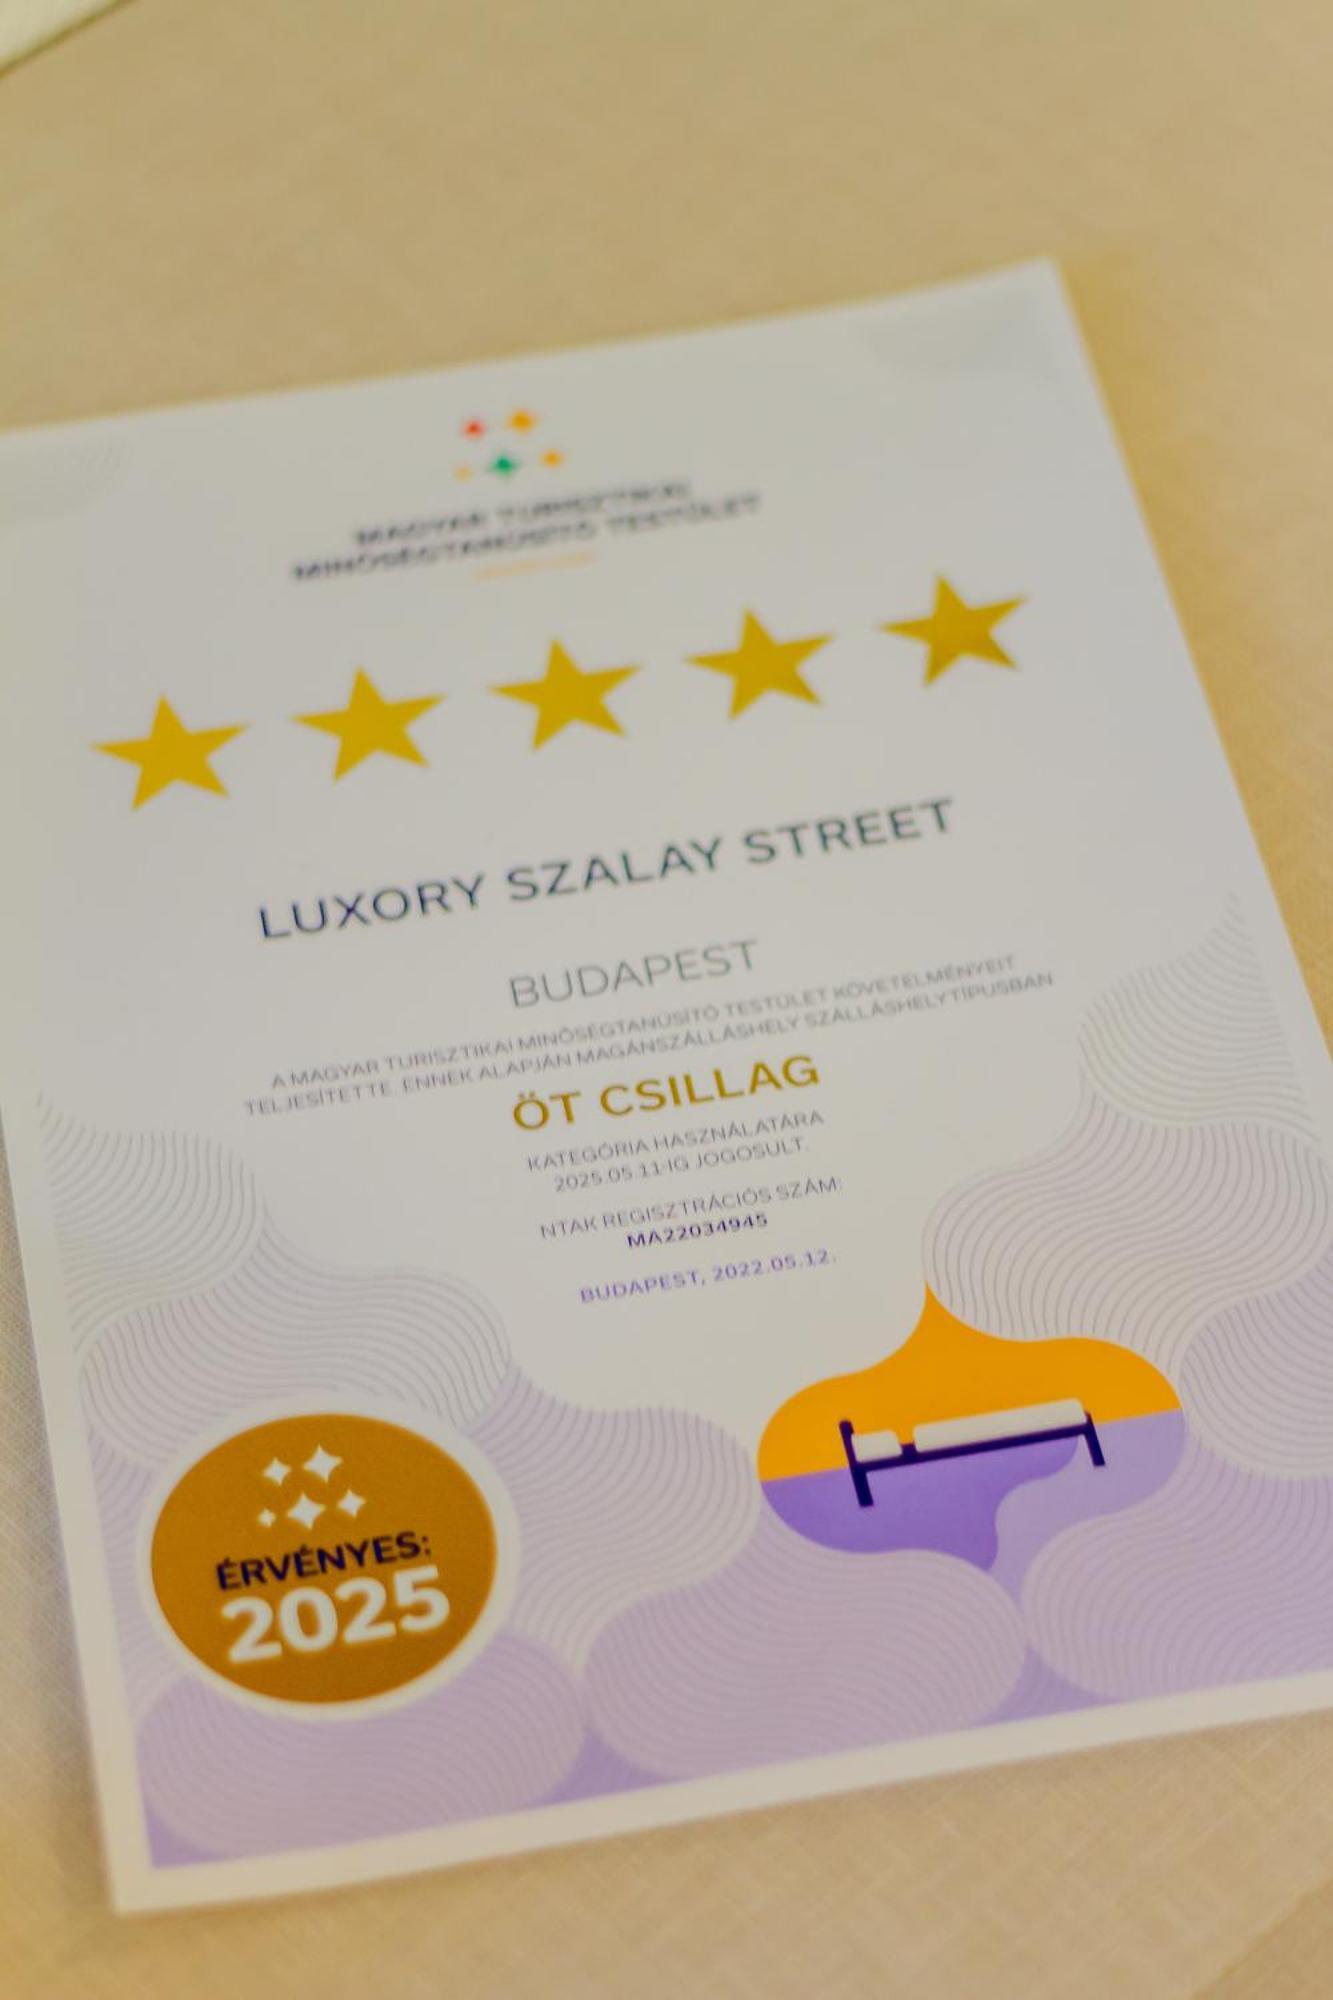 MAGYAR TURISZTIKAI
MINŐSÉGTANÚSÍTÓ TESTÜLET
LUXORY SZALAY STREET
BUDAPEST
A MAGYAR TURISZTIKAI MINŐSÉGTANÚSÍTÓ TESTÜLET KÖVETELMÉNYEIT
TELJESÍTETTE. ENNEK ALAPJÁN MAGÁNSZÁLLÁSHELY SZÁLLÁSHELYTÍPUSBAN
ÖT CSILLAG
KATEGÓRIA HASZNÁLATÁRA
2025.05.11-IG JOGOSULT.
NTAK REGISZTRÁCIÓS SZÁM:
MA22034945
BUDAPEST, 2022.05.12.
ÉRVÉNYES:
2025